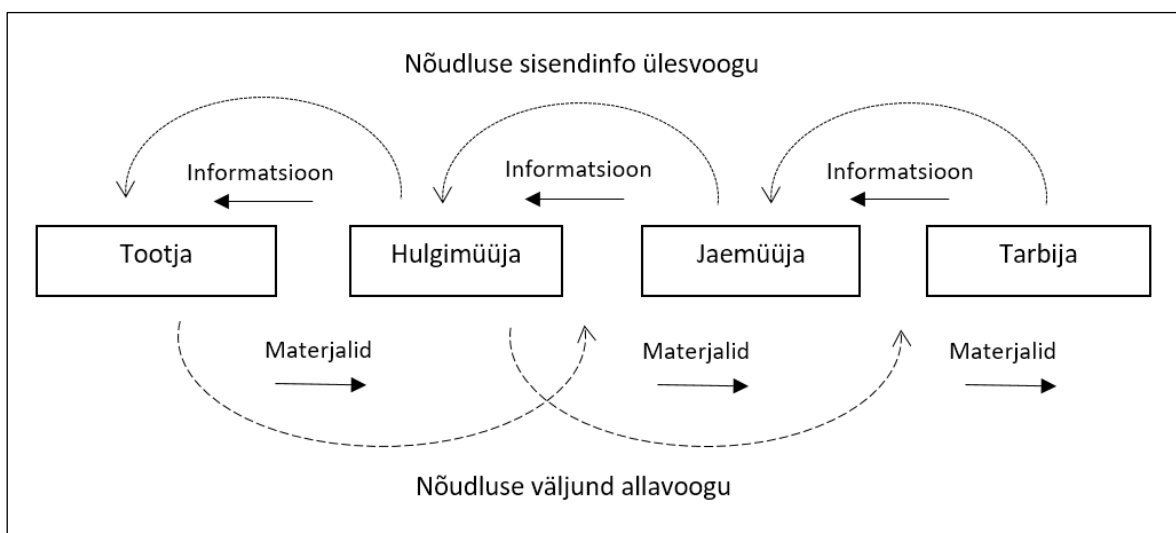 Nõudluse sisendinfo ülesvoogu
Informatsioon
Informatsioon
Informatsioon
Tootja
Hulgimüüja
Jaemüüja
Tarbija
Materjalid
Materjalid
Materjalid
Nõudluse väljund allavoogu